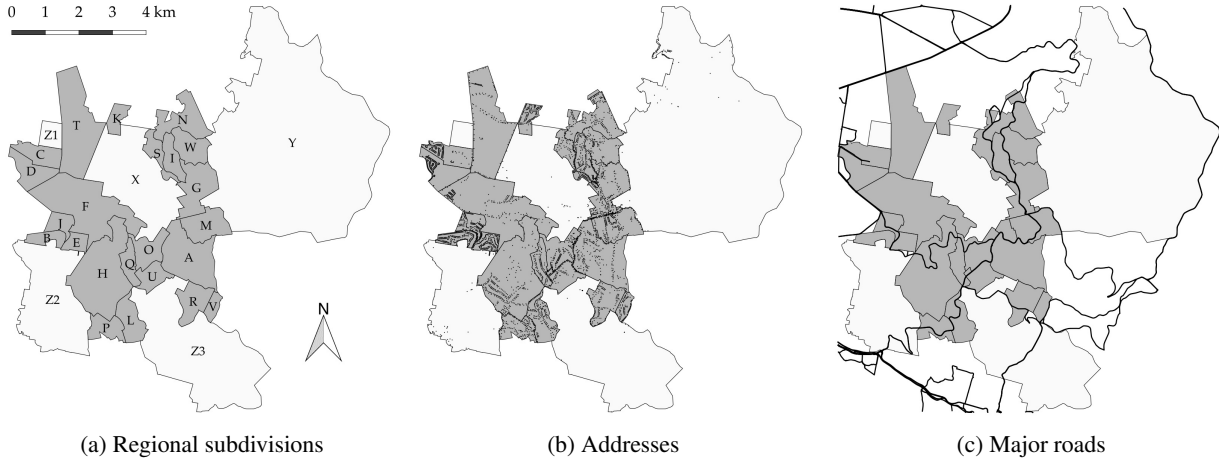 0 1 2 3 4 km
N
K
T
Z1
W
Y
S
I
C
D
X
G
F
J
M
B
E
O
A
H
Q
U
Z2
R
V
L
P
Z3
N
(a) Regional subdivisions
(b) Addresses
(c) Major roads